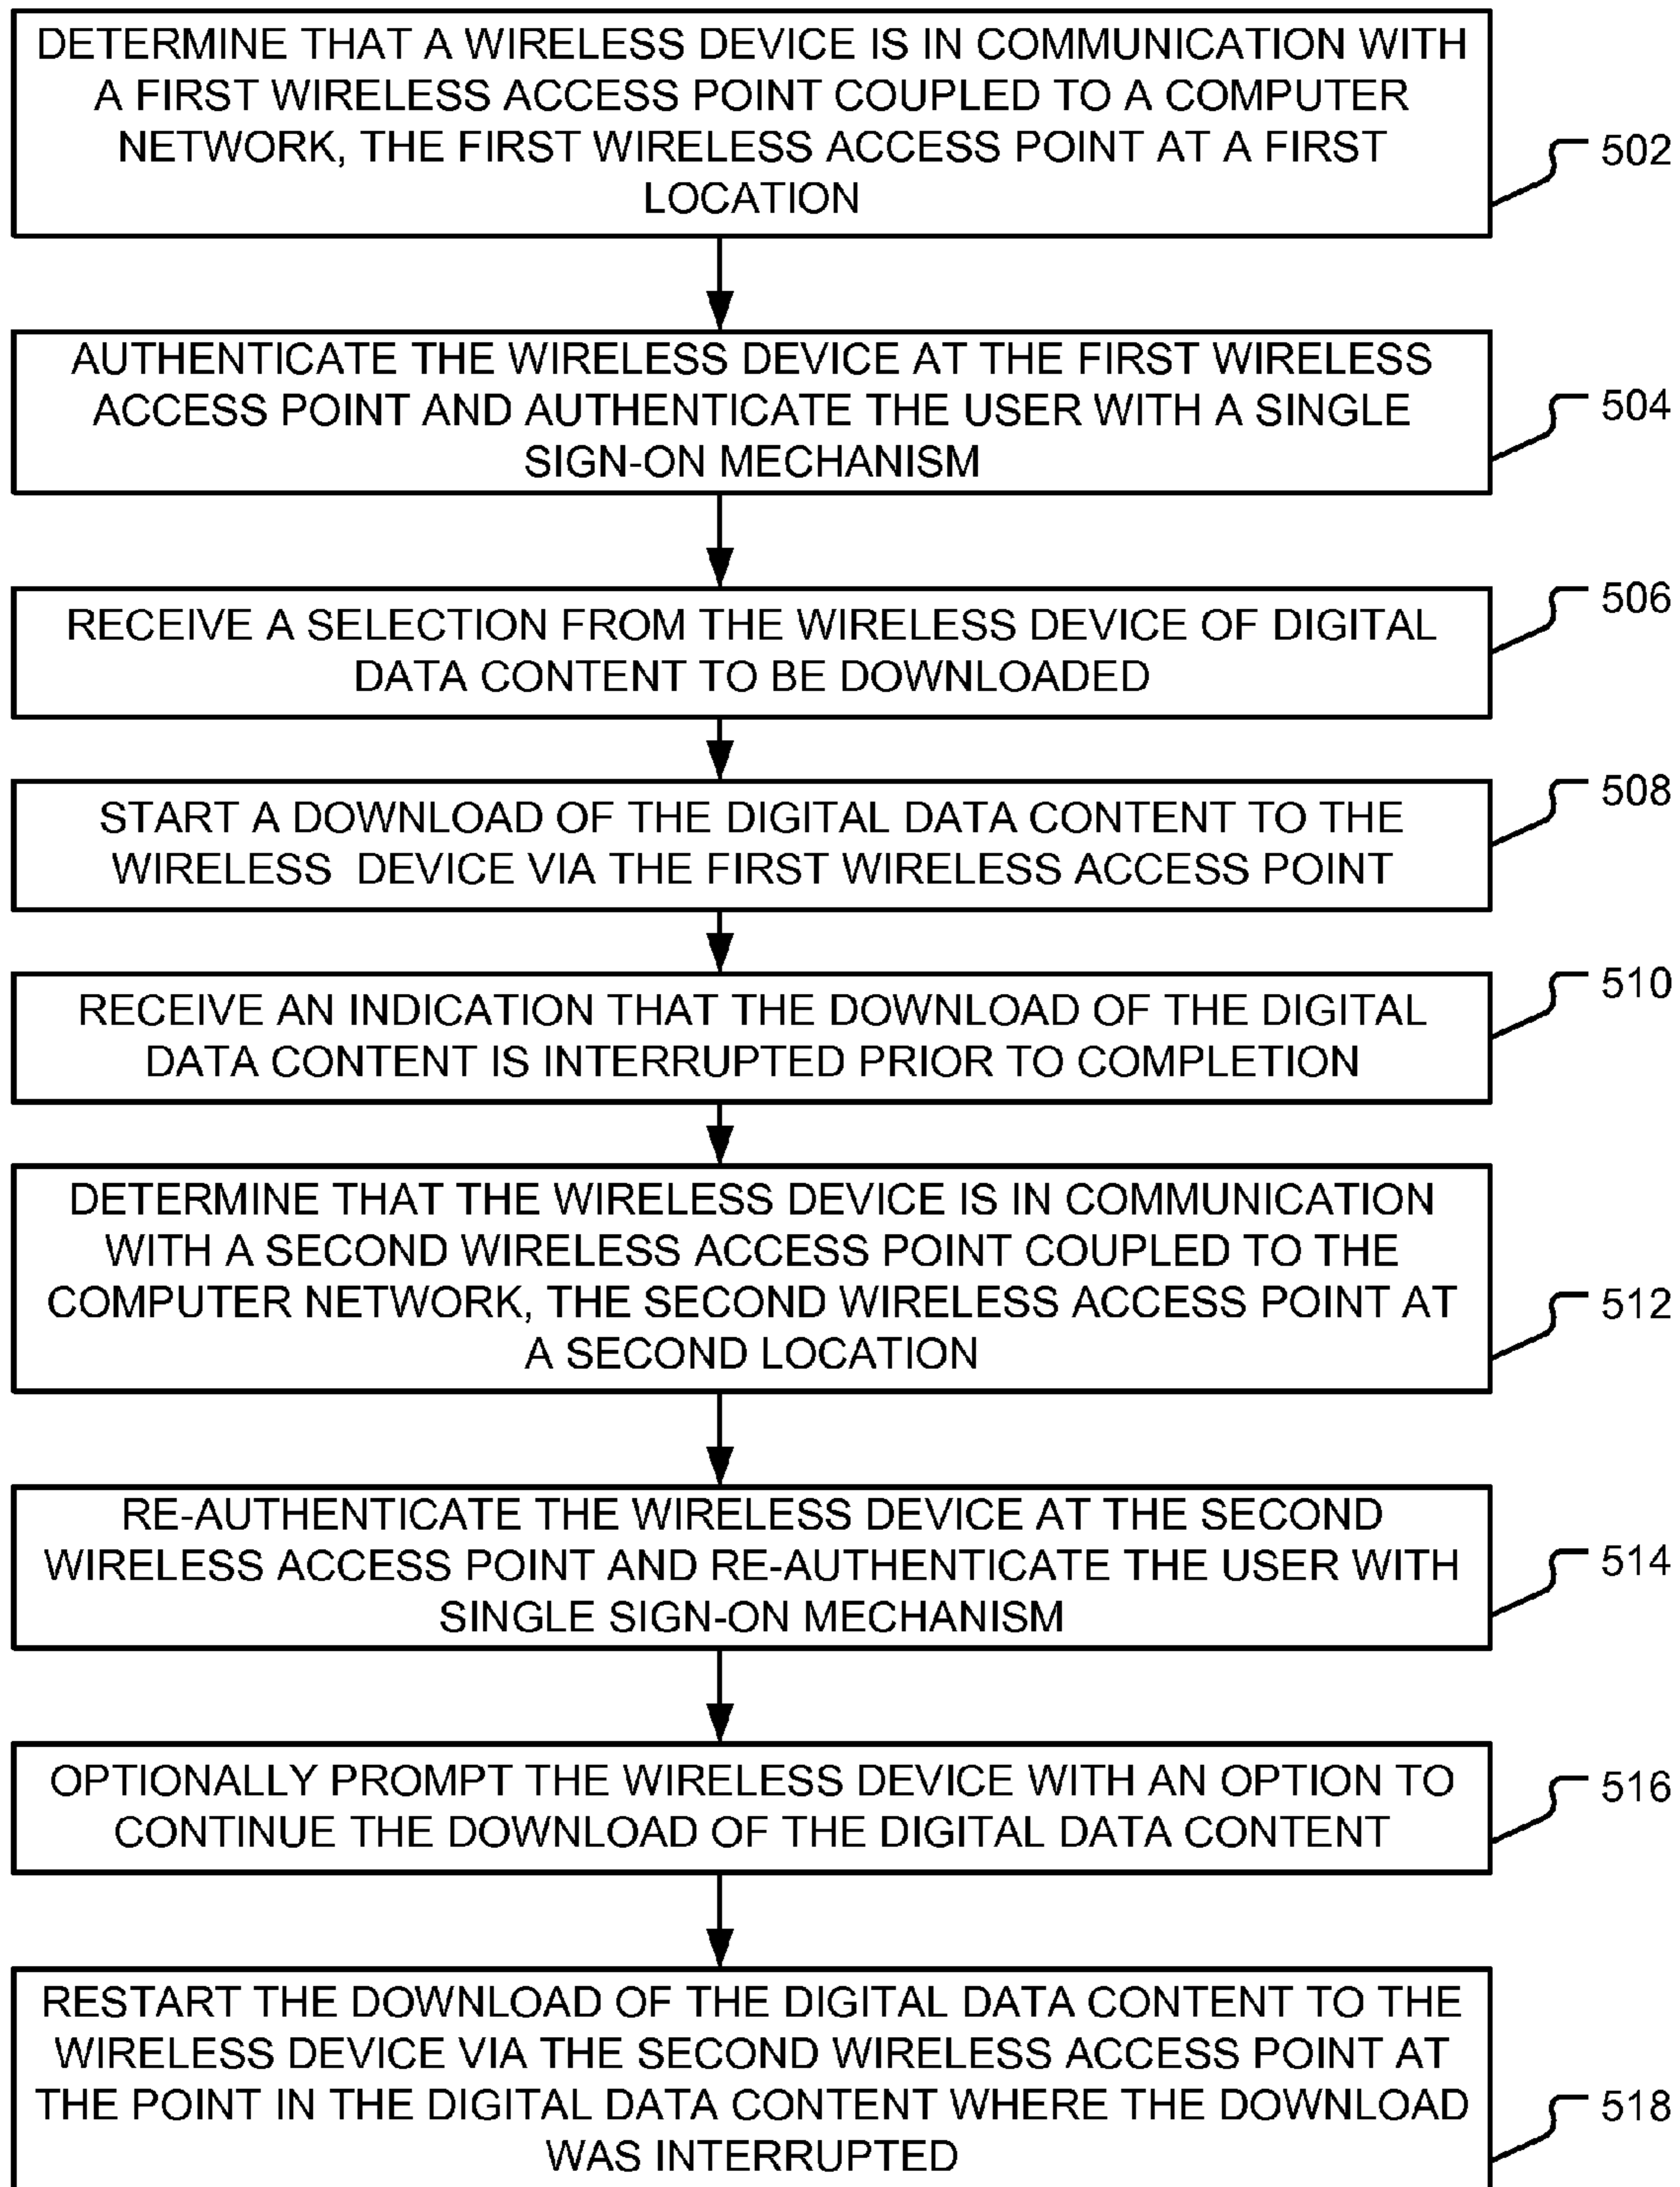 DETERMINE THAT A WIRELESS DEVICE IS IN COMMUNICATION WITH
A FIRST WIRELESS ACCESS POINT COUPLED TO A COMPUTER
NETWORK, THE FIRST WIRELESS ACCESS POINT AT A FIRST
LOCATION
502
AUTHENTICATE THE WIRELESS DEVICE AT THE FIRST WIRELESS
ACCESS POINT AND AUTHENTICATE THE USER WITH A SINGLE
SIGN-ON MECHANISM
504
RECEIVE A SELECTION FROM THE WIRELESS DEVICE OF DIGITAL
DATA CONTENT TO BE DOWNLOADED
506
START A DOWNLOAD OF THE DIGITAL DATA CONTENT TO THE
WIRELESS DEVICE VIA THE FIRST WIRELESS ACCESS POINT
508
RECEIVE AN INDICATION THAT THE DOWNLOAD OF THE DIGITAL
DATA CONTENT IS INTERRUPTED PRIOR TO COMPLETION
510
DETERMINE THAT THE WIRELESS DEVICE IS IN COMMUNICATION
WITH A SECOND WIRELESS ACCESS POINT COUPLED TO THE
COMPUTER NETWORK, THE SECOND WIRELESS ACCESS POINT AT
A SECOND LOCATION
512
RE-AUTHENTICATE THE WIRELESS DEVICE AT THE SECOND
WIRELESS ACCESS POINT AND RE-AUTHENTICATE THE USER WITH
SINGLE SIGN-ON MECHANISM
514
OPTIONALLY PROMPT THE WIRELESS DEVICE WITH AN OPTION TO
CONTINUE THE DOWNLOAD OF THE DIGITAL DATA CONTENT
516
RESTART THE DOWNLOAD OF THE DIGITAL DATA CONTENT TO THE
WIRELESS DEVICE VIA THE SECOND WIRELESS ACCESS POINT AT
THE POINT IN THE DIGITAL DATA CONTENT WHERE THE DOWNLOAD
WAS INTERRUPTED
518